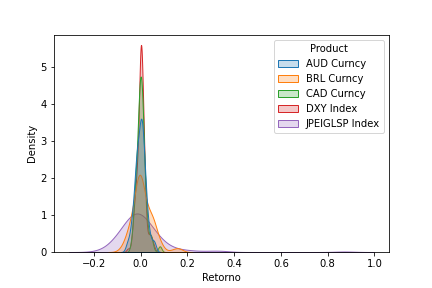 Product
AUD Curncy
BRL Curncy
CAD Curncy
DXY Index
JPEIGLSP Index
Density
5
4
3
2
1
0
−0.2 0.0 0.2 0.4 0.6 0.8 1.0
Retorno